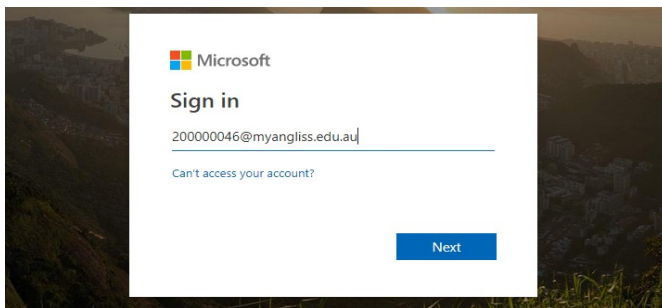 Microsoft
Sign in
200000046@myangliss.edu.au
Can't access your account?
Next